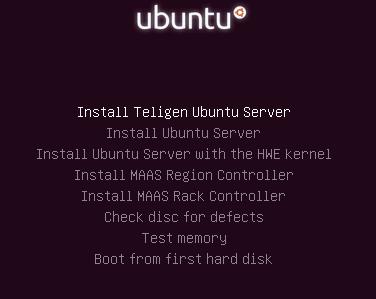 ubuntu
Install Teligen Ubuntu Server
Install Ubuntu Server
Install Ubuntu Server with the HWE kernel
Install MAAS Region Controller
Install MAAS Rack Controller
Check disc for defects
Test memory
Boot from first hard disk